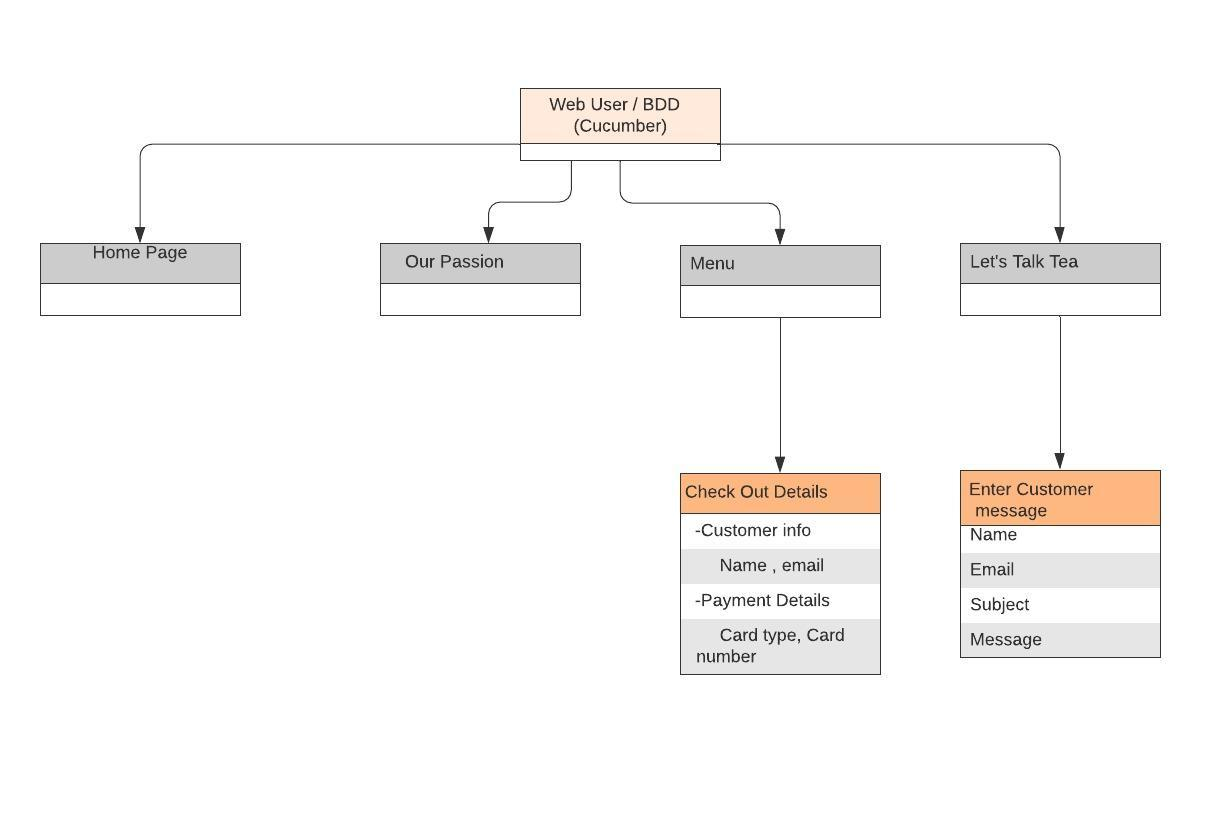 Web User / BDD
(Cucumber)
Home Page
Our Passion
Menu
Let's Talk Tea
Check Out Details
-Customer info
Name , email
-Payment Details
Card type, Card
number
Enter Customer
message
Name
Email
Subject
Message